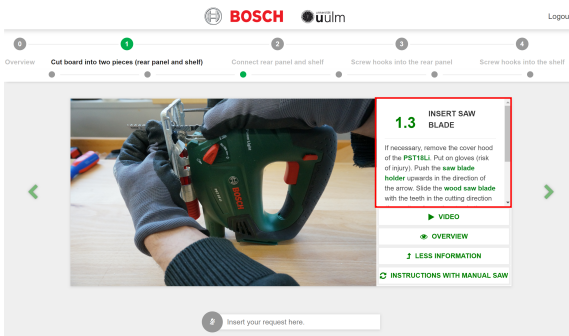 BOSCH
uulm
Logou
0
1
2
3
4
Overview
Cut board into two pieces (rear panel and shelf)
Connect rear panel and shelf
Screw hooks into the rear panel
Screw hooks into the shelf
1.3
INSERT SAW
BLADE
If necessary, remove the cover hood
of the PST18Li. Put on gloves (risk
of injury). Push the saw blade
holder upwards in the direction of
the arrow. Slide the wood saw blade
with the teeth in the cutting direction
VIDEO
OVERVIEW
LESS INFORMATION
INSTRUCTIONS WITH MANUAL SAW
BOSCH
Insert your request here.